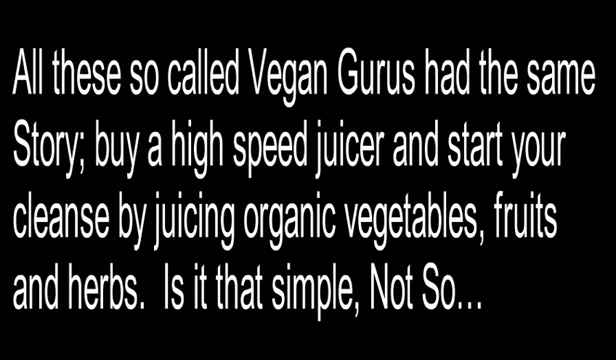 All these so called Vegan Gurus had the same
Story; buy a high speed juicer and start your
cleanse by juicing organic vegetables, fruits
and herbs.  Is it that simple, Not So...